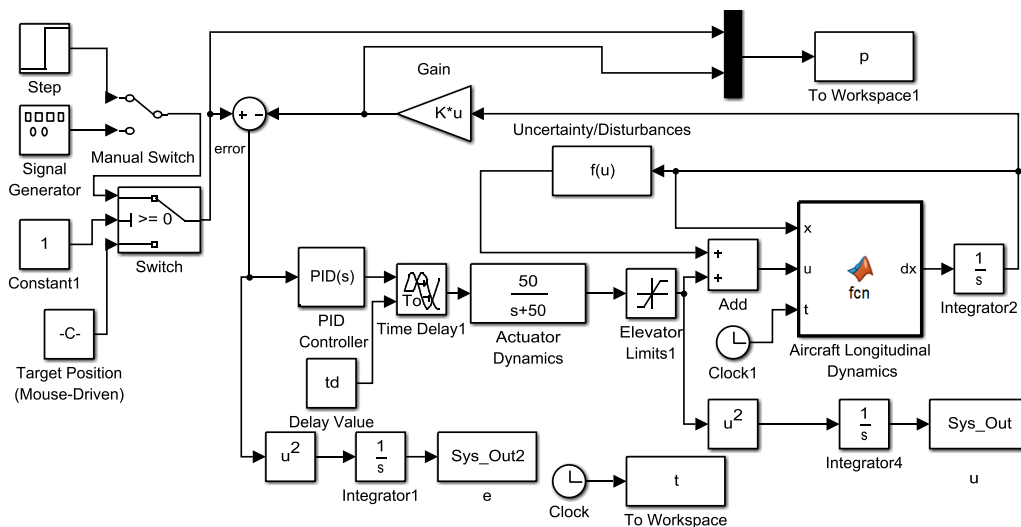 Step
Signal
Generator
Manual Switch
1
Constant1
>= 0
Switch
-C-
Target Position
(Mouse-Driven)
+ -
error
Gain
K*u
p
To Workspace1
Uncertainty/Disturbances
f(u)
PID(s)
PID
Controller
To
Time Delay1
td
Delay Value
50
s+50
Actuator
Dynamics
Elevator
Limits1
+
+
Add
Clock1
x
u
t
fcn
dx
Aircraft Longitudinal
Dynamics
1
s
Integrator2
u2
1
s
Integrator1
Sys_Out2
e
Clock
t
To Workspace
u2
1
s
Integrator4
Sys_Out
u